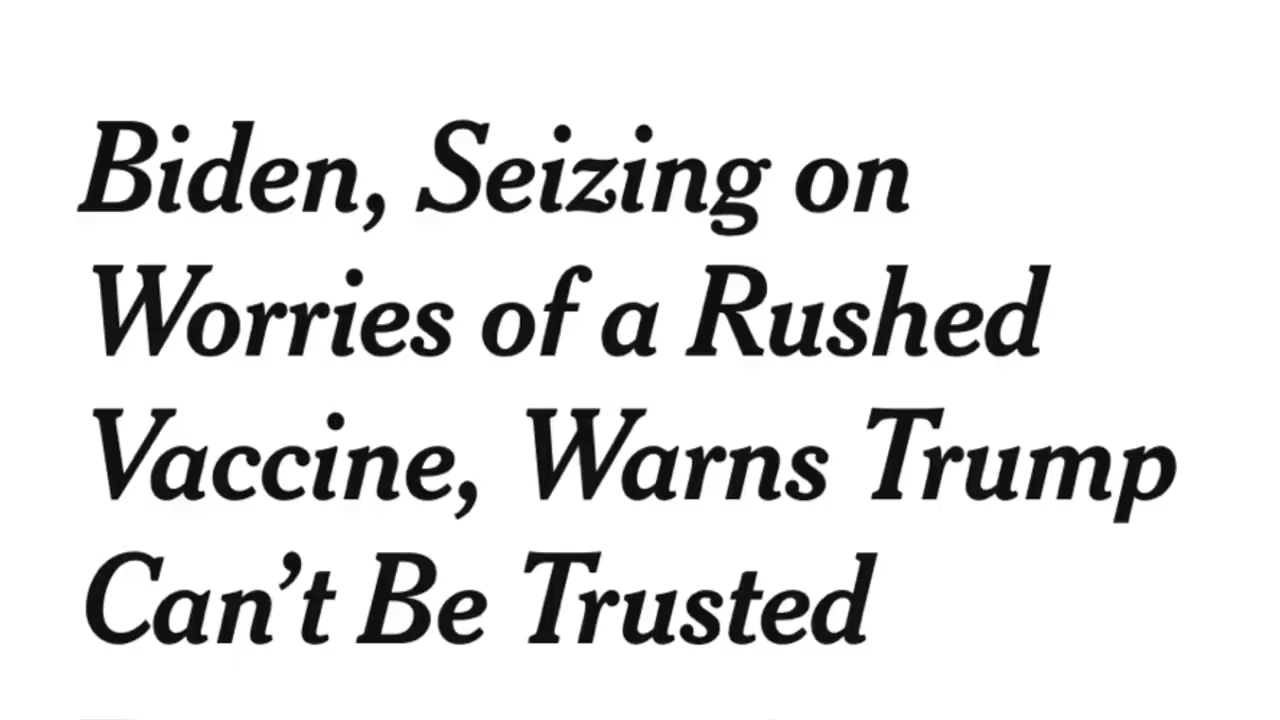 Biden, Seizing on
Worries of a Rushed
Vaccine, Warns Trump
Can’t Be Trusted